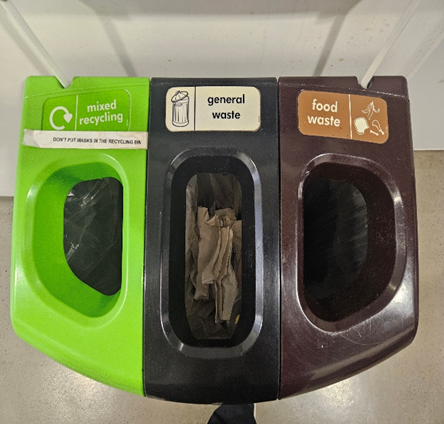 mixed
recycling
DON'T PUT MASKS IN THE RECYCLING BIN
general
waste
food
waste